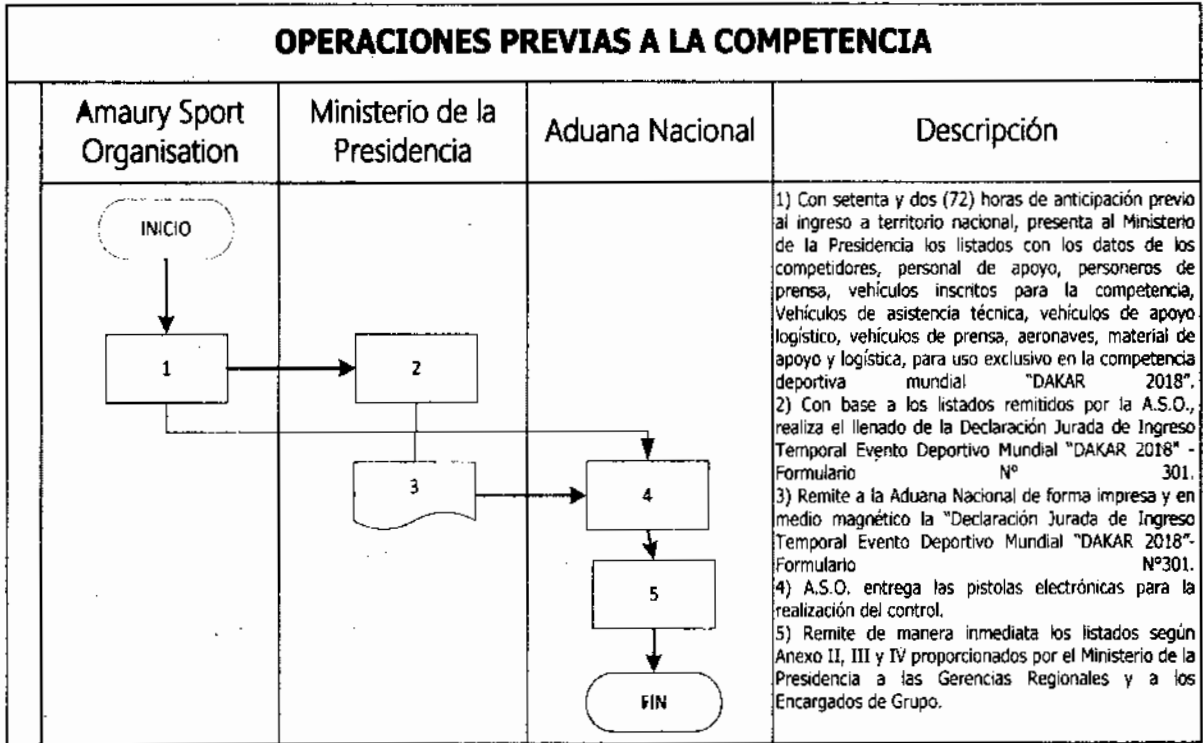 OPERACIONES PREVIAS A LA COMPETENCIA
Amaury Sport
Organisation
Ministerio de la
Presidencia
Aduana Nacional
Descripción
INICIO
1
2
3
4
5
FIN
1) Con setenta y dos (72) horas de anticipación previo
al ingreso a territorio nacional, presenta al Ministerio
de la Presidencia los listados con los datos de los
competidores, personal de apoyo, personeros de
prensa, vehículos inscritos para la competencia,
Vehículos de asistencia técnica, vehículos de apoyo
logístico, vehículos de prensa, aeronaves, material de
apoyo y logística, para uso exclusivo en la competencia
deportiva mundial "DAKAR 2018".
2) Con base a los listados remitidos por la A.S.O.,
realiza el llenado de la Declaración Jurada de Ingreso
Temporal Evento Deportivo Mundial "DAKAR 2018" -
Formulario Nº 301.
3) Remite a la Aduana Nacional de forma impresa y en
medio magnético la "Declaración Jurada de Ingreso
Temporal Evento Deportivo Mundial "DAKAR 2018"-
Formulario Nº301.
4) A.S.O. entrega las pistolas electrónicas para la
realización del control.
5) Remite de manera inmediata los listados según
Anexo II, III y IV proporcionados por el Ministerio de la
Presidencia a las Gerencias Regionales y a los
Encargados de Grupo.